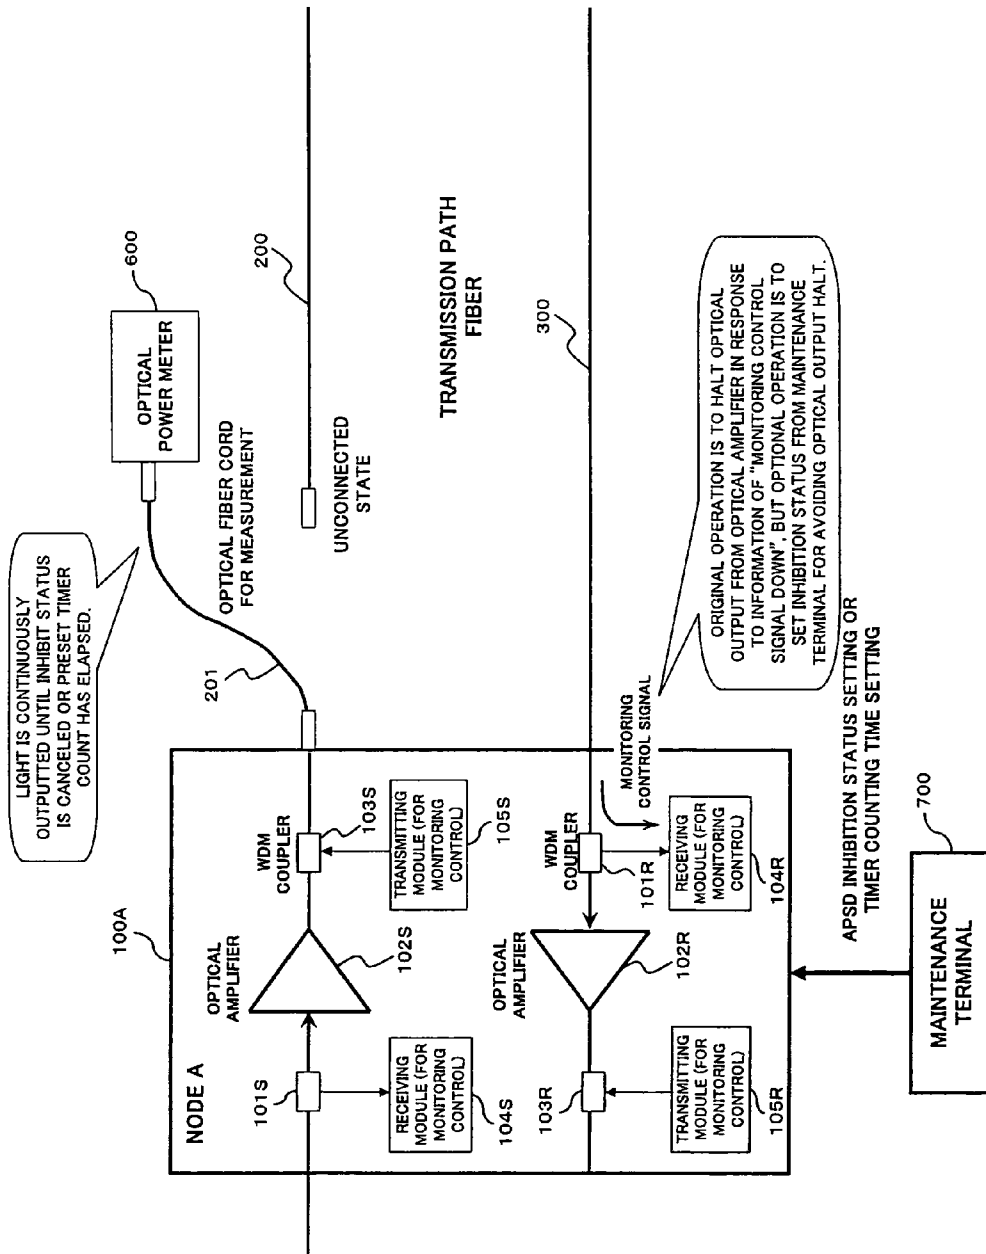 LIGHT IS CONTINUOUSLY
OUTPUTTED UNTIL INHIBIT STATUS
IS CANCELED OR PRESET TIMER
COUNT HAS ELAPSED.
600
OPTICAL
POWER METER
OPTICAL FIBER CORD
FOR MEASUREMENT
201
200
UNCONNECTED
STATE
TRANSMISSION PATH
FIBER
300
100A
NODE A
101S
OPTICAL
AMPLIFIER
102S
WDM
COUPLER
103S
RECEIVING
MODULE (FOR
MONITORING
CONTROL)
104S
TRANSMITTING
MODULE (FOR
MONITORING
CONTROL)
105S
103R
OPTICAL
AMPLIFIER
102R
WDM
COUPLER
101R
MONITORING
CONTROL SIGNAL
TRANSMITTING
MODULE (FOR
MONITORING
CONTROL)
105R
RECEIVING
MODULE (FOR
MONITORING
CONTROL)
104R
ORIGINAL OPERATION IS TO HALT OPTICAL
OUTPUT FROM OPTICAL AMPLIFIER IN RESPONSE
TO INFORMATION OF "MONITORING CONTROL
SIGNAL DOWN", BUT OPTIONAL OPERATION IS TO
SET INHIBITION STATUS FROM MAINTENANCE
TERMINAL FOR AVOIDING OPTICAL OUTPUT HALT.
APSD INHIBITION STATUS SETTING OR
TIMER COUNTING TIME SETTING
700
MAINTENANCE
TERMINAL